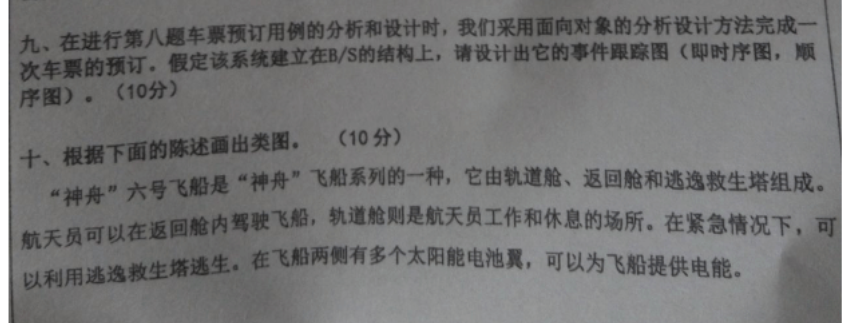 九、在进行第八题车票预订用例的分析和设计时，我们采用面向对象的分析设计方法完成一
次车票的预订。假定该系统建立在B/S的结构上，请设计出它的事件跟踪图（即时序图，顺
序图）。（10分）
十、根据下面的陈述画出类图。 （10 分）
“神舟”六号飞船是“神舟”飞船系列的一种，它由轨道舱、返回舱和逃逸救生塔组成。
航天员可以在返回舱内驾驶飞船，轨道舱则是航天员工作和休息的场所。在紧急情况下，可
以利用逃逸救生塔逃生。在飞船两侧有多个太阳能电池翼，可以为飞船提供电能。